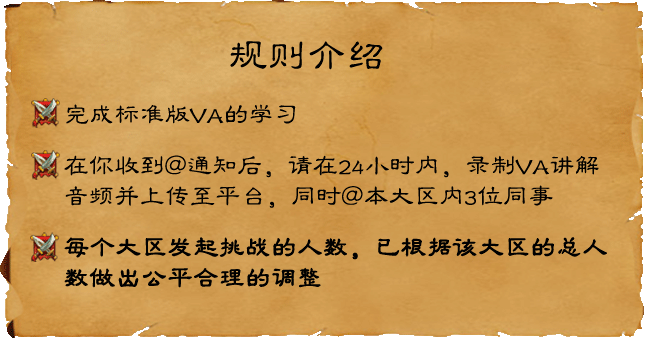 规则介绍
完成标准版VA的学习
在你收到@通知后，请在24小时内，录制VA讲解
音频并上传至平台，同时@本大区内3位同事
每个大区发起挑战的人数，已根据该大区的总人
数做出公平合理的调整